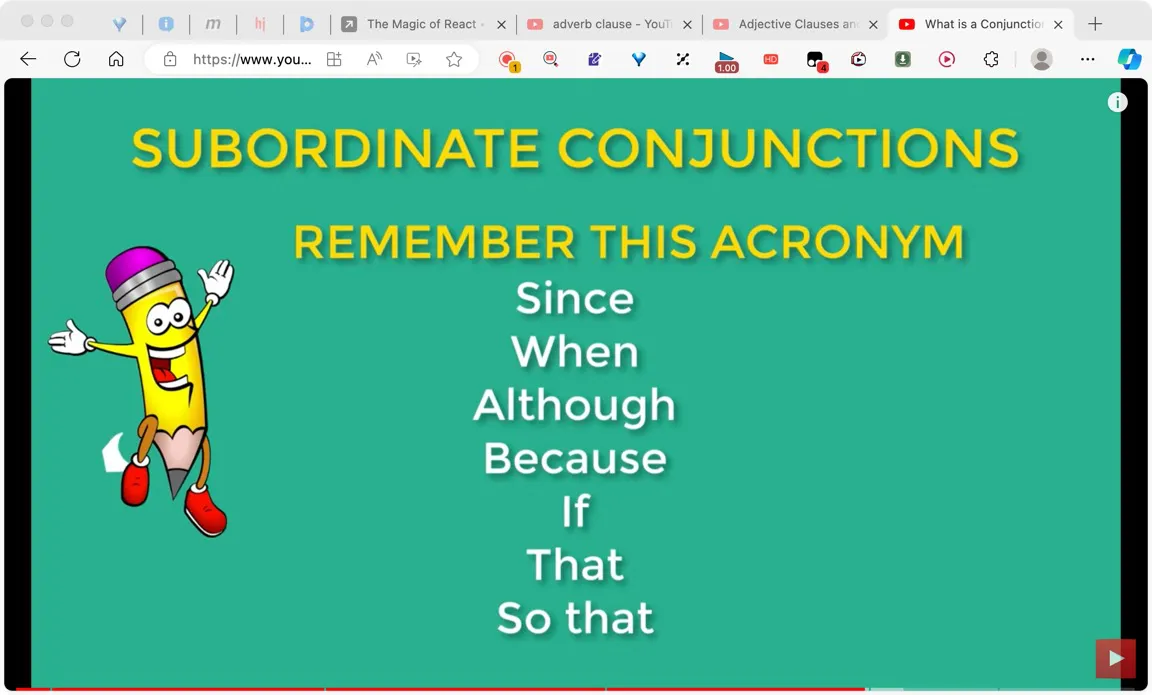 m
hj
The Magic of React
adverb clause - YouT
Adjective Clauses an
What is a Conjunctio
https://www.you...
1
1.00
HD
4
SUBORDINATE CONJUNCTIONS
REMEMBER THIS ACRONYM
Since
When
Although
Because
If
That
So that